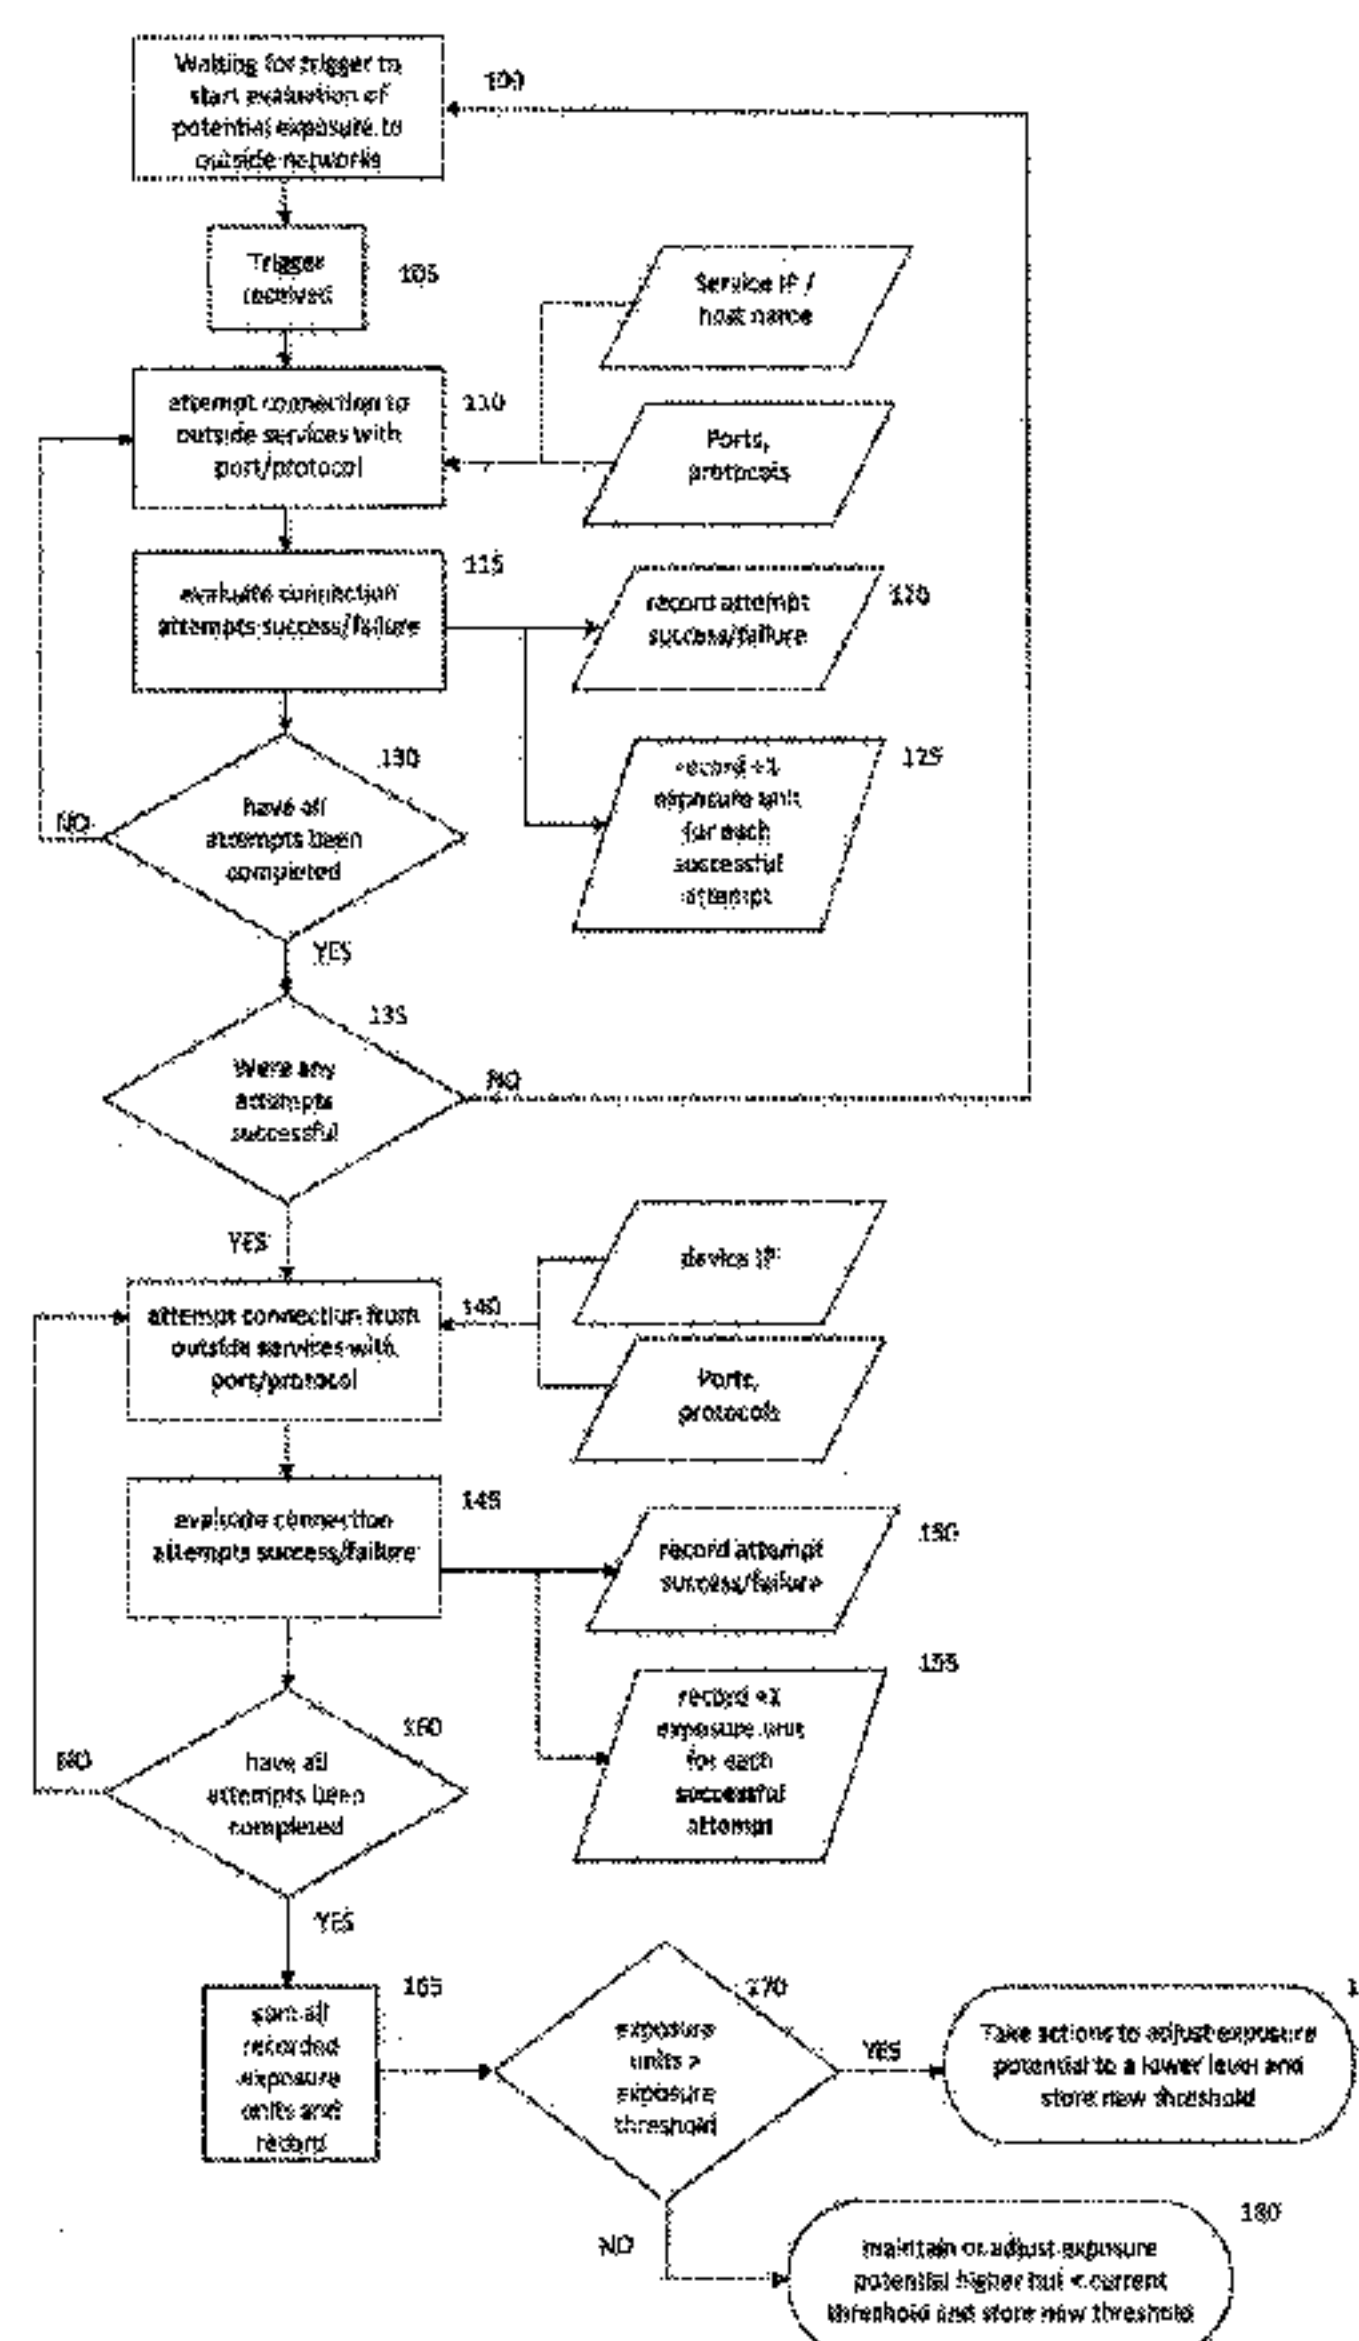 Waiting for trigger to
start evaluation of
potential exposure to
outside networks
100
Trigger
received
105
Service IP /
host name
attempt connection to
outside services with
port/protocol
110
Ports,
protocols
evaluate connection
attempts success/failure
115
record attempt
success/failure
120
have all
attempts been
completed
130
NO
YES
record +1
exposure unit
for each
successful
attempt
125
Were any
attempts
successful
135
NO
YES
attempt connection from
outside services with
port/protocol
140
device IP
Ports,
protocols
evaluate connection
attempts success/failure
145
record attempt
success/failure
150
record +1
exposure unit
for each
successful
attempt
155
have all
attempts been
completed
160
NO
YES
sum all
recorded
exposure
units and
record
165
exposure
units >
exposure
threshold
170
YES
NO
Take actions to adjust exposure
potential to a lower level and
store new threshold
1
maintain or adjust exposure
potential higher but < current
threshold and store new threshold
180